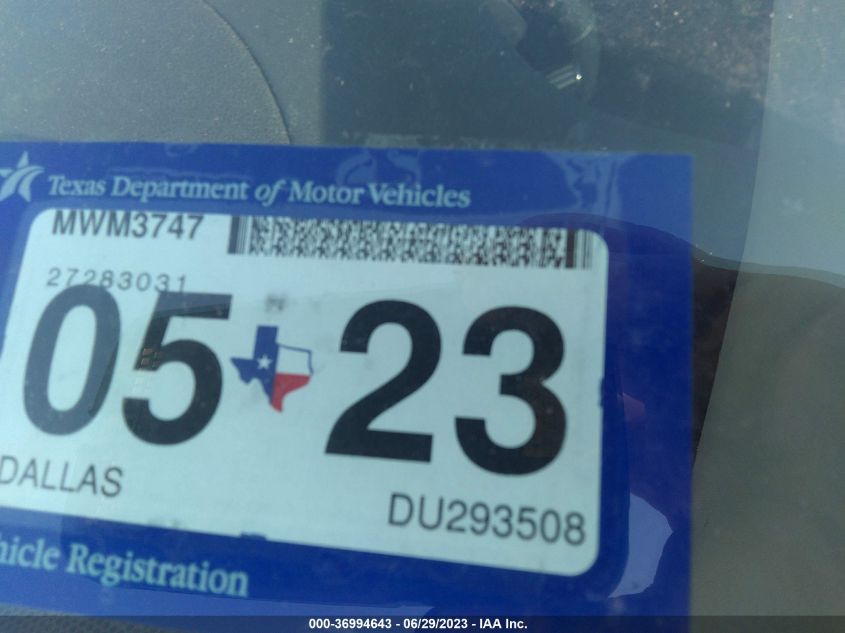 Texas Department of Motor Vehicles
MWM3747
27283031
05 23
DALLAS
DU293508
hicle Registration
000-36994643 - 06/29/2023 - IAA Inc.